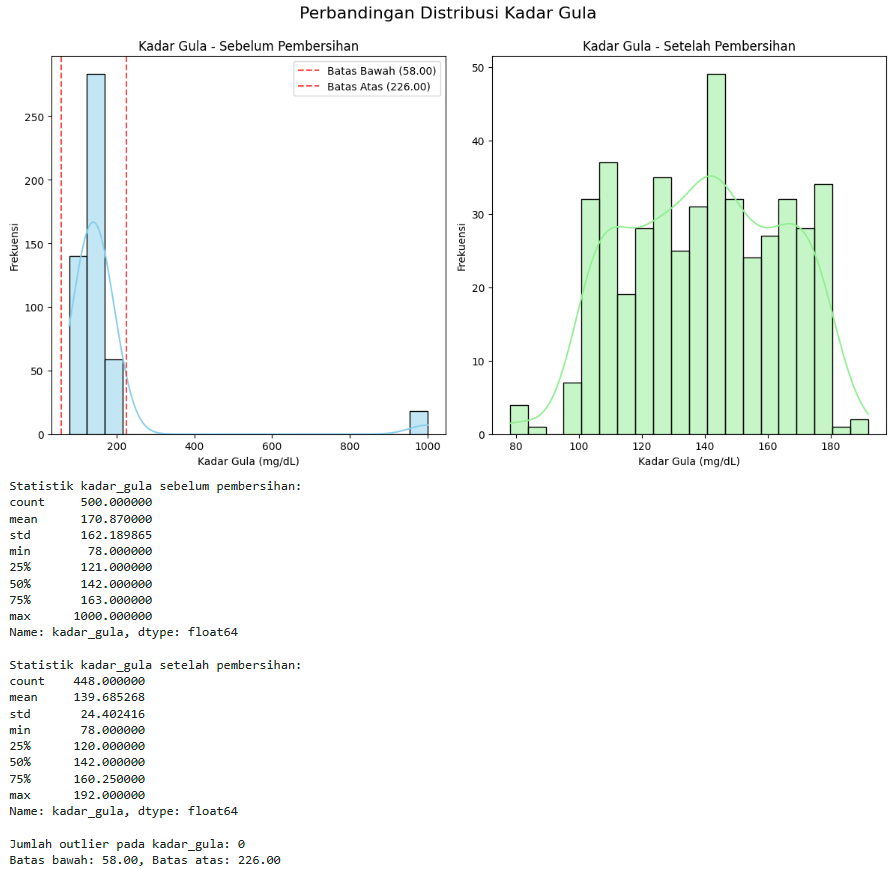 Perbandingan Distribusi Kadar Gula
Kadar Gula - Sebelum Pembersihan
Batas Bawah (58.00)
Batas Atas (226.00)
Frekuensi
250
200
150
100
50
0
200
400
600
800
1000
Kadar Gula (mg/dL)
Kadar Gula - Setelah Pembersihan
Frekuensi
50
40
30
20
10
0
80
100
120
140
160
180
Kadar Gula (mg/dL)
Statistik kadar_gula sebelum pembersihan:
count 500.000000
mean 170.870000
std 162.189865
min 78.000000
25% 121.000000
50% 142.000000
75% 163.000000
max 1000.000000
Name: kadar_gula, dtype: float64
Statistik kadar_gula setelah pembersihan:
count 448.000000
mean 139.685268
std 24.402416
min 78.000000
25% 120.000000
50% 142.000000
75% 160.250000
max 192.000000
Name: kadar_gula, dtype: float64
Jumlah outlier pada kadar_gula: 0
Batas bawah: 58.00, Batas atas: 226.00